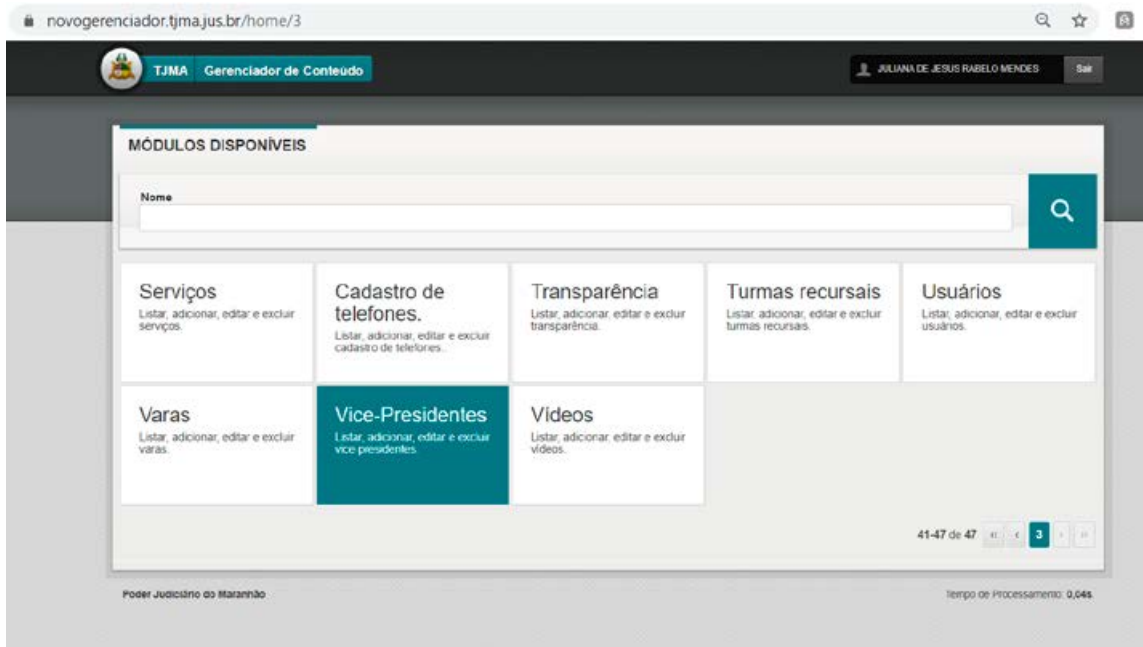 novogerenciador.tjma.jus.br/home/3
TJMA Gerenciador de Conteúdo
JULIANA DE JESUS RABELO MENDES Sair
MÓDULOS DISPONÍVEIS
Nome
Serviços
Listar, adicionar, editar e excluir
serviços.
Cadastro de
telefones.
Listar, adicionar, editar e excluir
cadastro de telefones..
Transparência
Listar, adicionar, editar e excluir
transparência.
Turmas recursais
Listar, adicionar, editar e excluir
turmas recursais.
Usuários
Listar, adicionar, editar e excluir
usuários.
Varas
Listar, adicionar, editar e excluir
varas.
Vice-Presidentes
Listar, adicionar, editar e excluir
vice presidentes.
Vídeos
Listar, adicionar, editar e excluir
vídeos.
41-47 de 47 « ‹ 3 › »
Poder Judiciário do Maranhão
Tempo de Processamento: 0,04s.